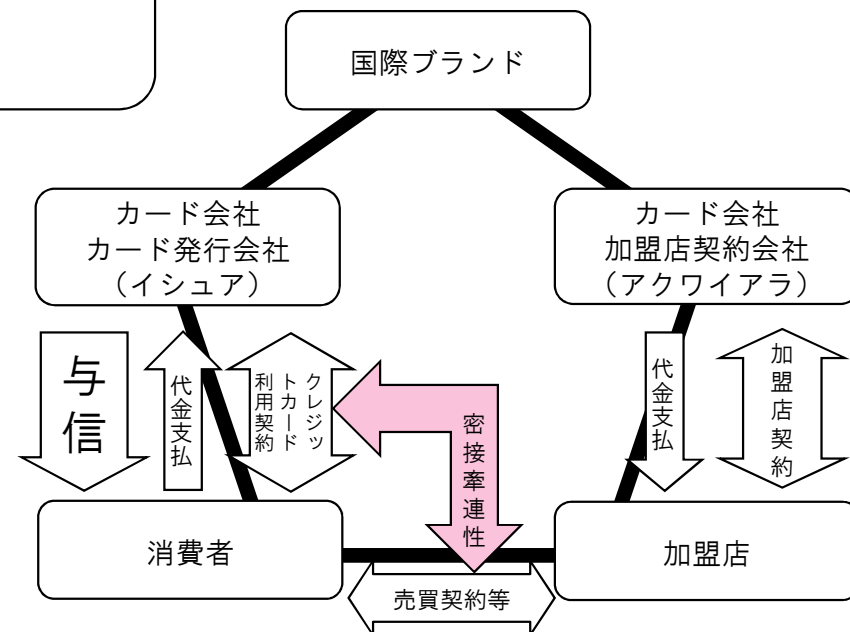 国際ブランド
カード会社
カード発行会社
（イシュア）
カード会社
加盟店契約会社
（アクワイアラ）
与信
代金支払
クレジッ
トカード
利用契約
密接牽連性
代金支払
加盟店契約
消費者
加盟店
売買契約等